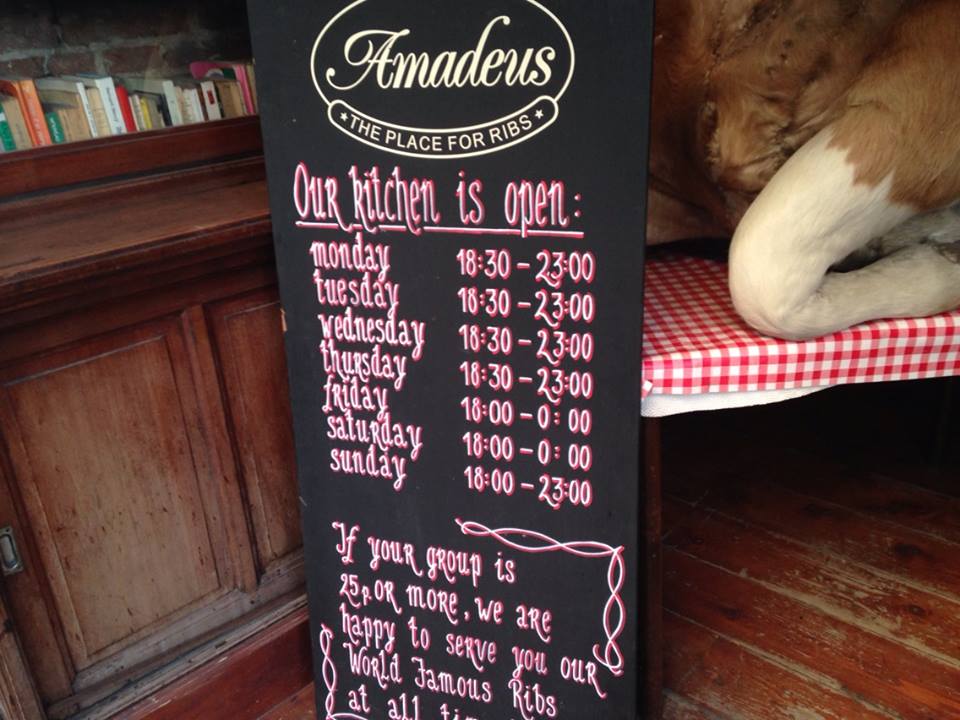 Amadeus
★ THE PLACE FOR RIBS ★
Our kitchen is open:
monday 18:30 – 23:00
tuesday 18:30 – 23:00
wednesday 18:30 – 23:00
thursday 18:30 – 23:00
friday 18:00 – 0:00
saturday 18:00 – 0:00
sunday 18:00 – 23:00
If your group is
25p. or more, we are
happy to serve you our
World Famous Ribs
at all